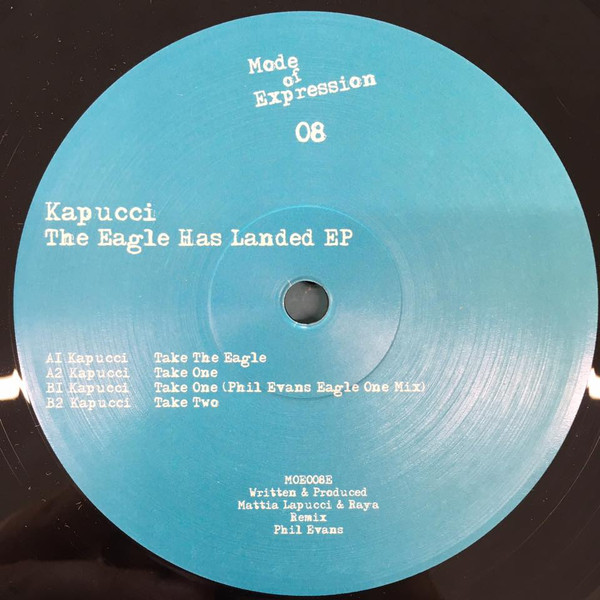 Mode
of
Expression
08
Kapucci
The Eagle Has Landed EP
A1 Kapucci Take The Eagle
A2 Kapucci Take One
B1 Kapucci Take One (Phil Evans Eagle One Mix)
B2 Kapucci Take Two
MOE008E
Written & Produced
Mattia Lapucci & Raya
Remix
Phil Evans